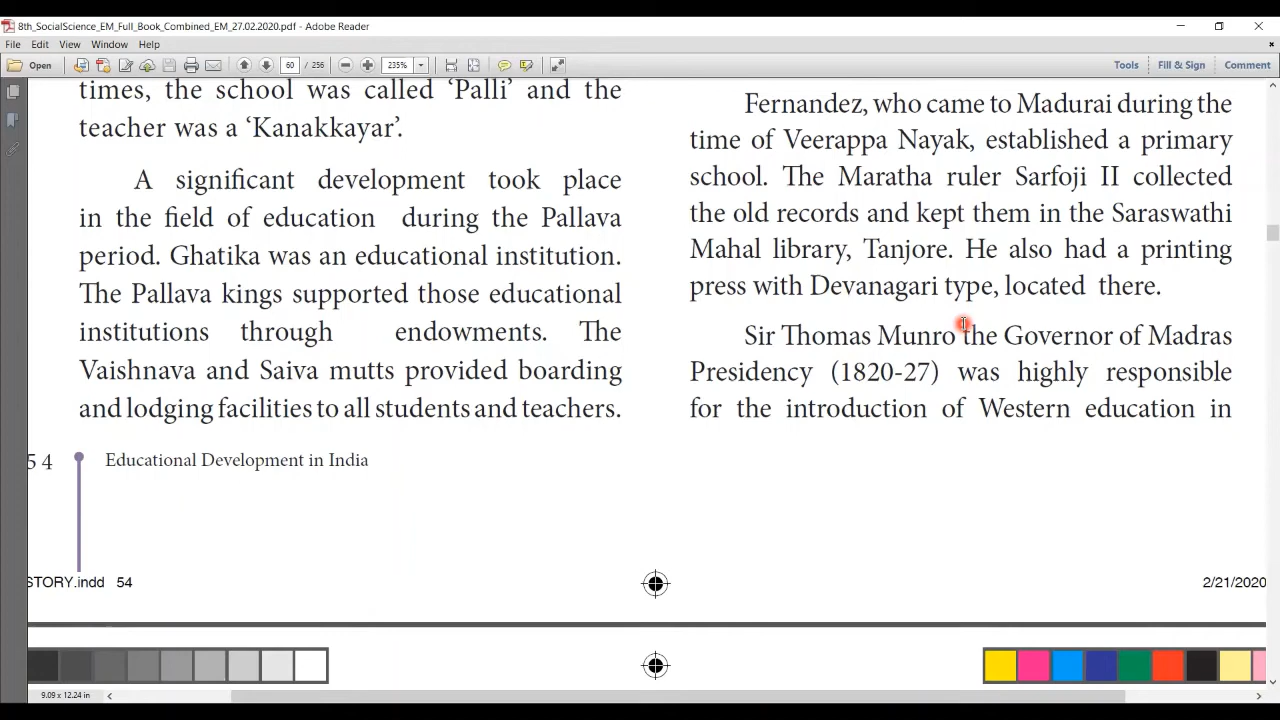 8th_SocialScience_EM_Full_Book_Combined_EM_27.02.2020.pdf - Adobe Reader
File Edit View Window Help
Open 60 / 256 235% Tools Fill & Sign Comment
times, the school was called ‘Palli’ and the
teacher was a ‘Kanakkayar’.
A significant development took place
in the field of education during the Pallava
period. Ghatika was an educational institution.
The Pallava kings supported those educational
institutions through endowments. The
Vaishnava and Saiva mutts provided boarding
and lodging facilities to all students and teachers.
Fernandez, who came to Madurai during the
time of Veerappa Nayak, established a primary
school. The Maratha ruler Sarfoji II collected
the old records and kept them in the Saraswathi
Mahal library, Tanjore. He also had a printing
press with Devanagari type, located there.
Sir Thomas Munro the Governor of Madras
Presidency (1820-27) was highly responsible
for the introduction of Western education in
54 Educational Development in India
STORY.indd 54
2/21/2020
9.09 x 12.24 in